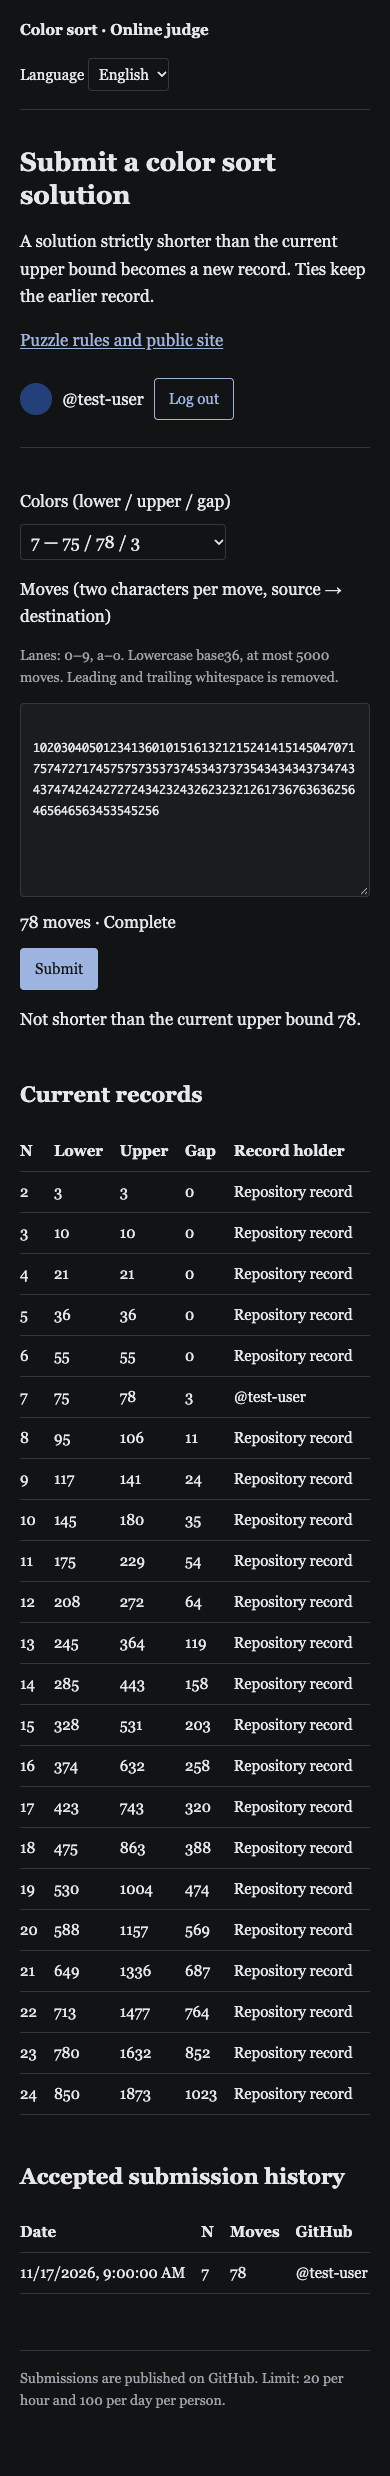 Color sort · Online judge
Language English
Submit a color sort
solution
A solution strictly shorter than the current
upper bound becomes a new record. Ties keep
the earlier record.
Puzzle rules and public site
@test-user Log out
Colors (lower / upper / gap)
7 — 75 / 78 / 3
Moves (two characters per move, source →
destination)
Lanes: 0–9, a–o. Lowercase base36, at most 5000
moves. Leading and trailing whitespace is removed.
10203040501234136010151613212152414151450470​71
7574727174575757353737453437373543434343734743
4374742424272724342324326232321261736763636256
465646563453545256
78 moves · Complete
Submit
Not shorter than the current upper bound 78.
Current records
N Lower Upper Gap Record holder
2 3 3 0 Repository record
3 10 10 0 Repository record
4 21 21 0 Repository record
5 36 36 0 Repository record
6 55 55 0 Repository record
7 75 78 3 @test-user
8 95 106 11 Repository record
9 117 141 24 Repository record
10 145 180 35 Repository record
11 175 229 54 Repository record
12 208 272 64 Repository record
13 245 364 119 Repository record
14 285 443 158 Repository record
15 328 531 203 Repository record
16 374 632 258 Repository record
17 423 743 320 Repository record
18 475 863 388 Repository record
19 530 1004 474 Repository record
20 588 1157 569 Repository record
21 649 1336 687 Repository record
22 713 1477 764 Repository record
23 780 1632 852 Repository record
24 850 1873 1023 Repository record
Accepted submission history
Date N Moves GitHub
11/17/2026, 9:00:00 AM 7 78 @test-user
Submissions are published on GitHub. Limit: 20 per
hour and 100 per day per person.